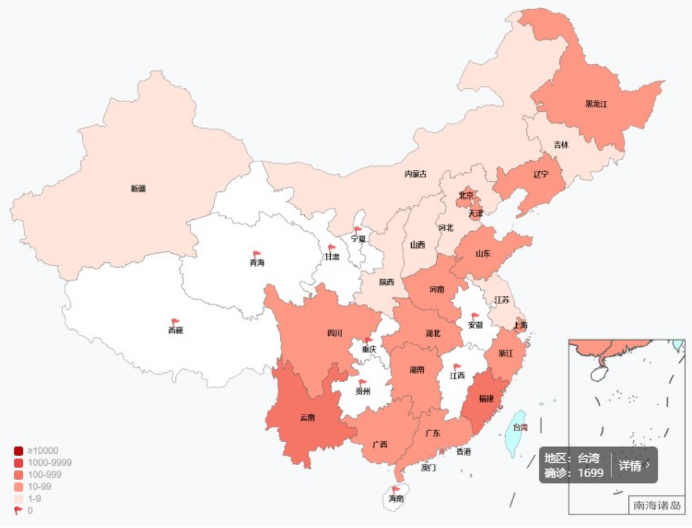 黑龙江
吉林
内蒙古
辽宁
新疆
北京
天津
宁夏
河北
山西
甘肃
青海
山东
陕西
河南
江苏
西藏
安徽
上海
四川
湖北
重庆
浙江
湖南
江西
贵州
福建
云南
台湾
广西
广东
香港
澳门
海南
地区：台湾
确诊：1699
详情
≥10000
1000-9999
100-999
10-99
1-9
0
南海诸岛